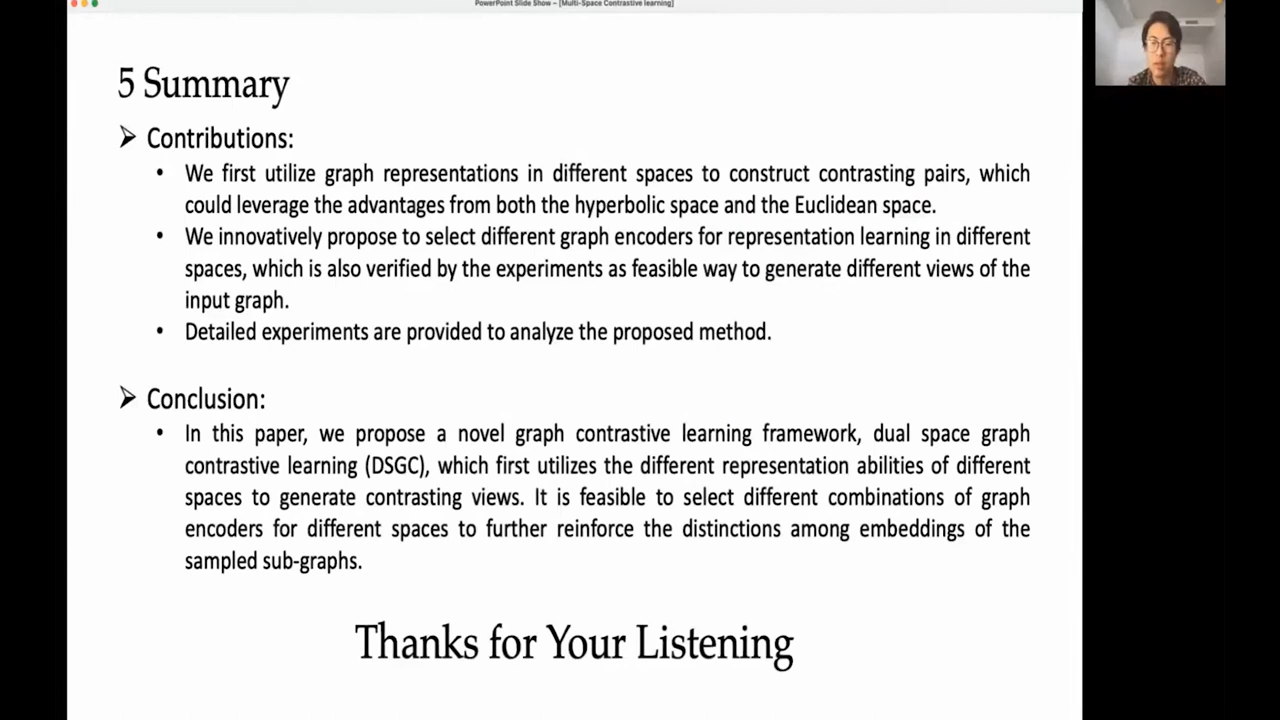 PowerPoint Slide Show – [Multi-Space Contrastive learning]
5 Summary
➢ Contributions:
• We first utilize graph representations in different spaces to construct contrasting pairs, which
could leverage the advantages from both the hyperbolic space and the Euclidean space.
• We innovatively propose to select different graph encoders for representation learning in different
spaces, which is also verified by the experiments as feasible way to generate different views of the
input graph.
• Detailed experiments are provided to analyze the proposed method.
➢ Conclusion:
• In this paper, we propose a novel graph contrastive learning framework, dual space graph
contrastive learning (DSGC), which first utilizes the different representation abilities of different
spaces to generate contrasting views. It is feasible to select different combinations of graph
encoders for different spaces to further reinforce the distinctions among embeddings of the
sampled sub-graphs.
Thanks for Your Listening